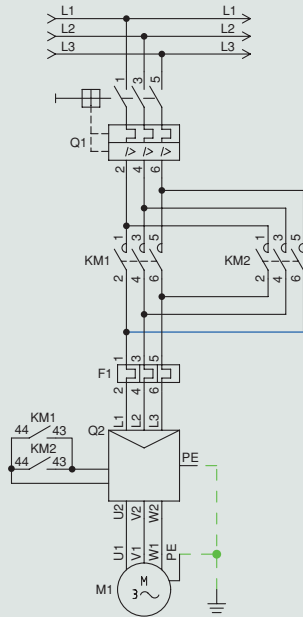 L1 L1
L2 L2
L3 L3
1 3 5
Q1
I> I> I>
2 4 6
1 3 5 1 3 5
KM1 KM2
2 4 6 2 4 6
1 3 5
F1
2 4 6
L1 L2 L3
KM1 Q2
44 43
KM2
44 43
PE
U2 V2 W2
U1 V1 W1 PE
M1 M
3